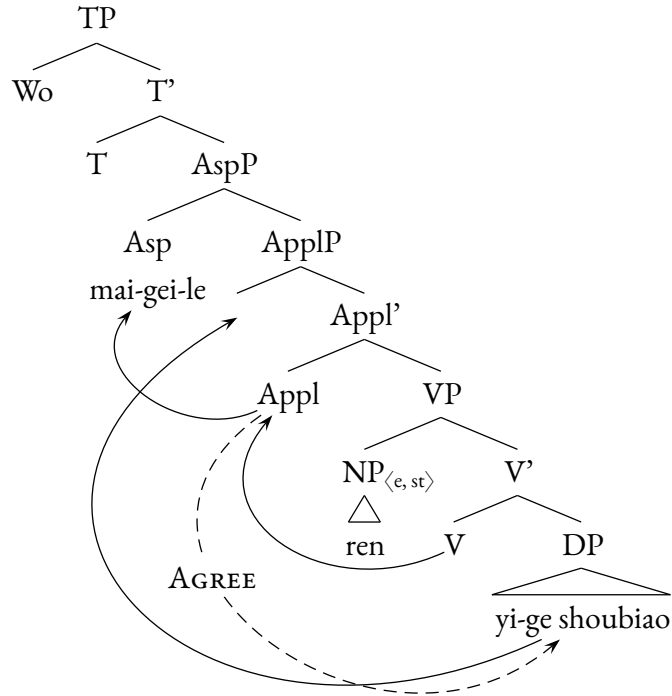 TP
Wo T’
T AspP
Asp ApplP
mai-gei-le
Appl’
Appl VP
NP⟨e, st⟩ V’
ren V DP
AGREE
yi-ge shoubiao